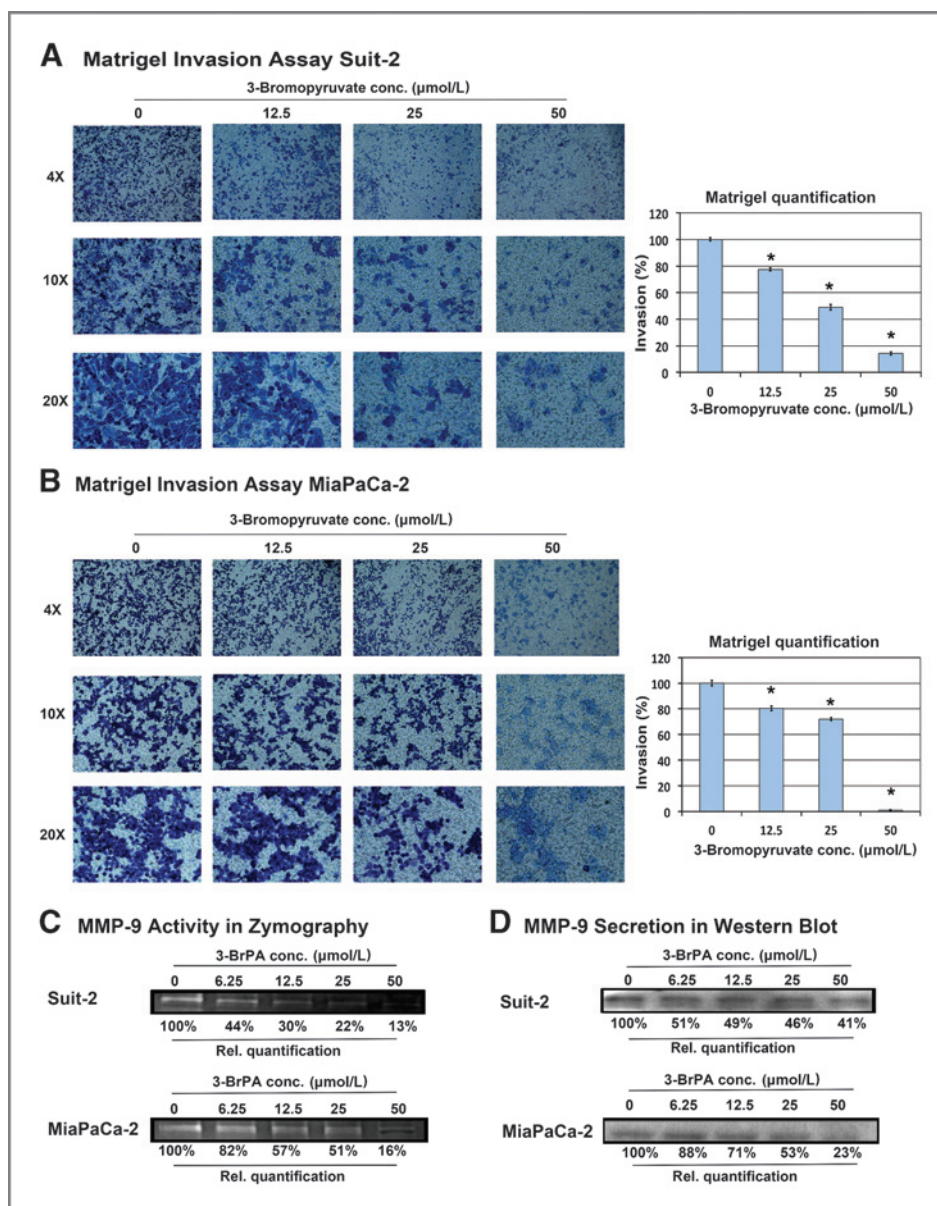 A Matrigel Invasion Assay Suit-2
3-Bromopyruvate conc. (µmol/L)
0 12.5 25 50
4X
10X
20X
Matrigel quantification
120
100
80
60
40
20
0
Invasion (%)
* * *
0 12.5 25 50
3-Bromopyruvate conc. (µmol/L)
B Matrigel Invasion Assay MiaPaCa-2
3-Bromopyruvate conc. (µmol/L)
0 12.5 25 50
4X
10X
20X
Matrigel quantification
120
100
80
60
40
20
0
Invasion (%)
* * *
0 12.5 25 50
3-Bromopyruvate conc. (µmol/L)
C MMP-9 Activity in Zymography
3-BrPA conc. (µmol/L)
0 6.25 12.5 25 50
Suit-2
100% 44% 30% 22% 13%
Rel. quantification
3-BrPA conc. (µmol/L)
0 6.25 12.5 25 50
MiaPaCa-2
100% 82% 57% 51% 16%
Rel. quantification
D MMP-9 Secretion in Western Blot
3-BrPA conc. (µmol/L)
0 6.25 12.5 25 50
Suit-2
100% 51% 49% 46% 41%
Rel. quantification
3-BrPA conc. (µmol/L)
0 6.25 12.5 25 50
MiaPaCa-2
100% 88% 71% 53% 23%
Rel. quantification